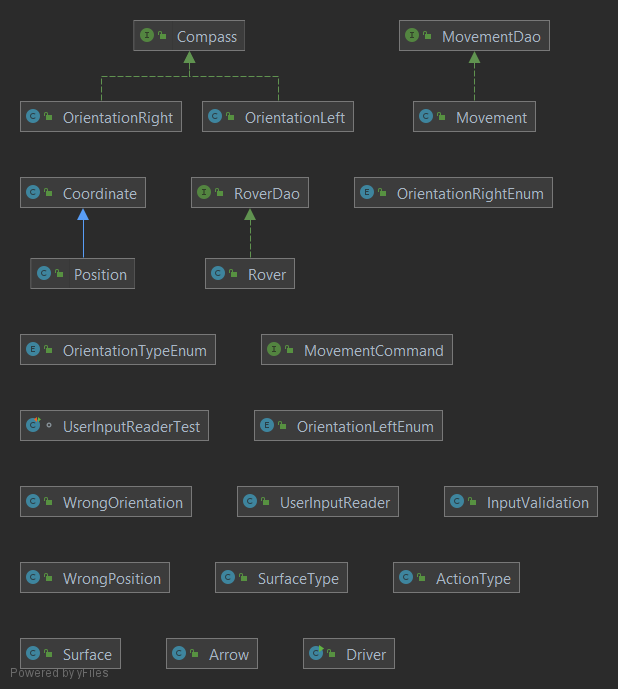 Compass
MovementDao
OrientationRight
OrientationLeft
Movement
Coordinate
RoverDao
OrientationRightEnum
Position
Rover
OrientationTypeEnum
MovementCommand
UserInputReaderTest
OrientationLeftEnum
WrongOrientation
UserInputReader
InputValidation
WrongPosition
SurfaceType
ActionType
Surface
Arrow
Driver
Powered by yFiles